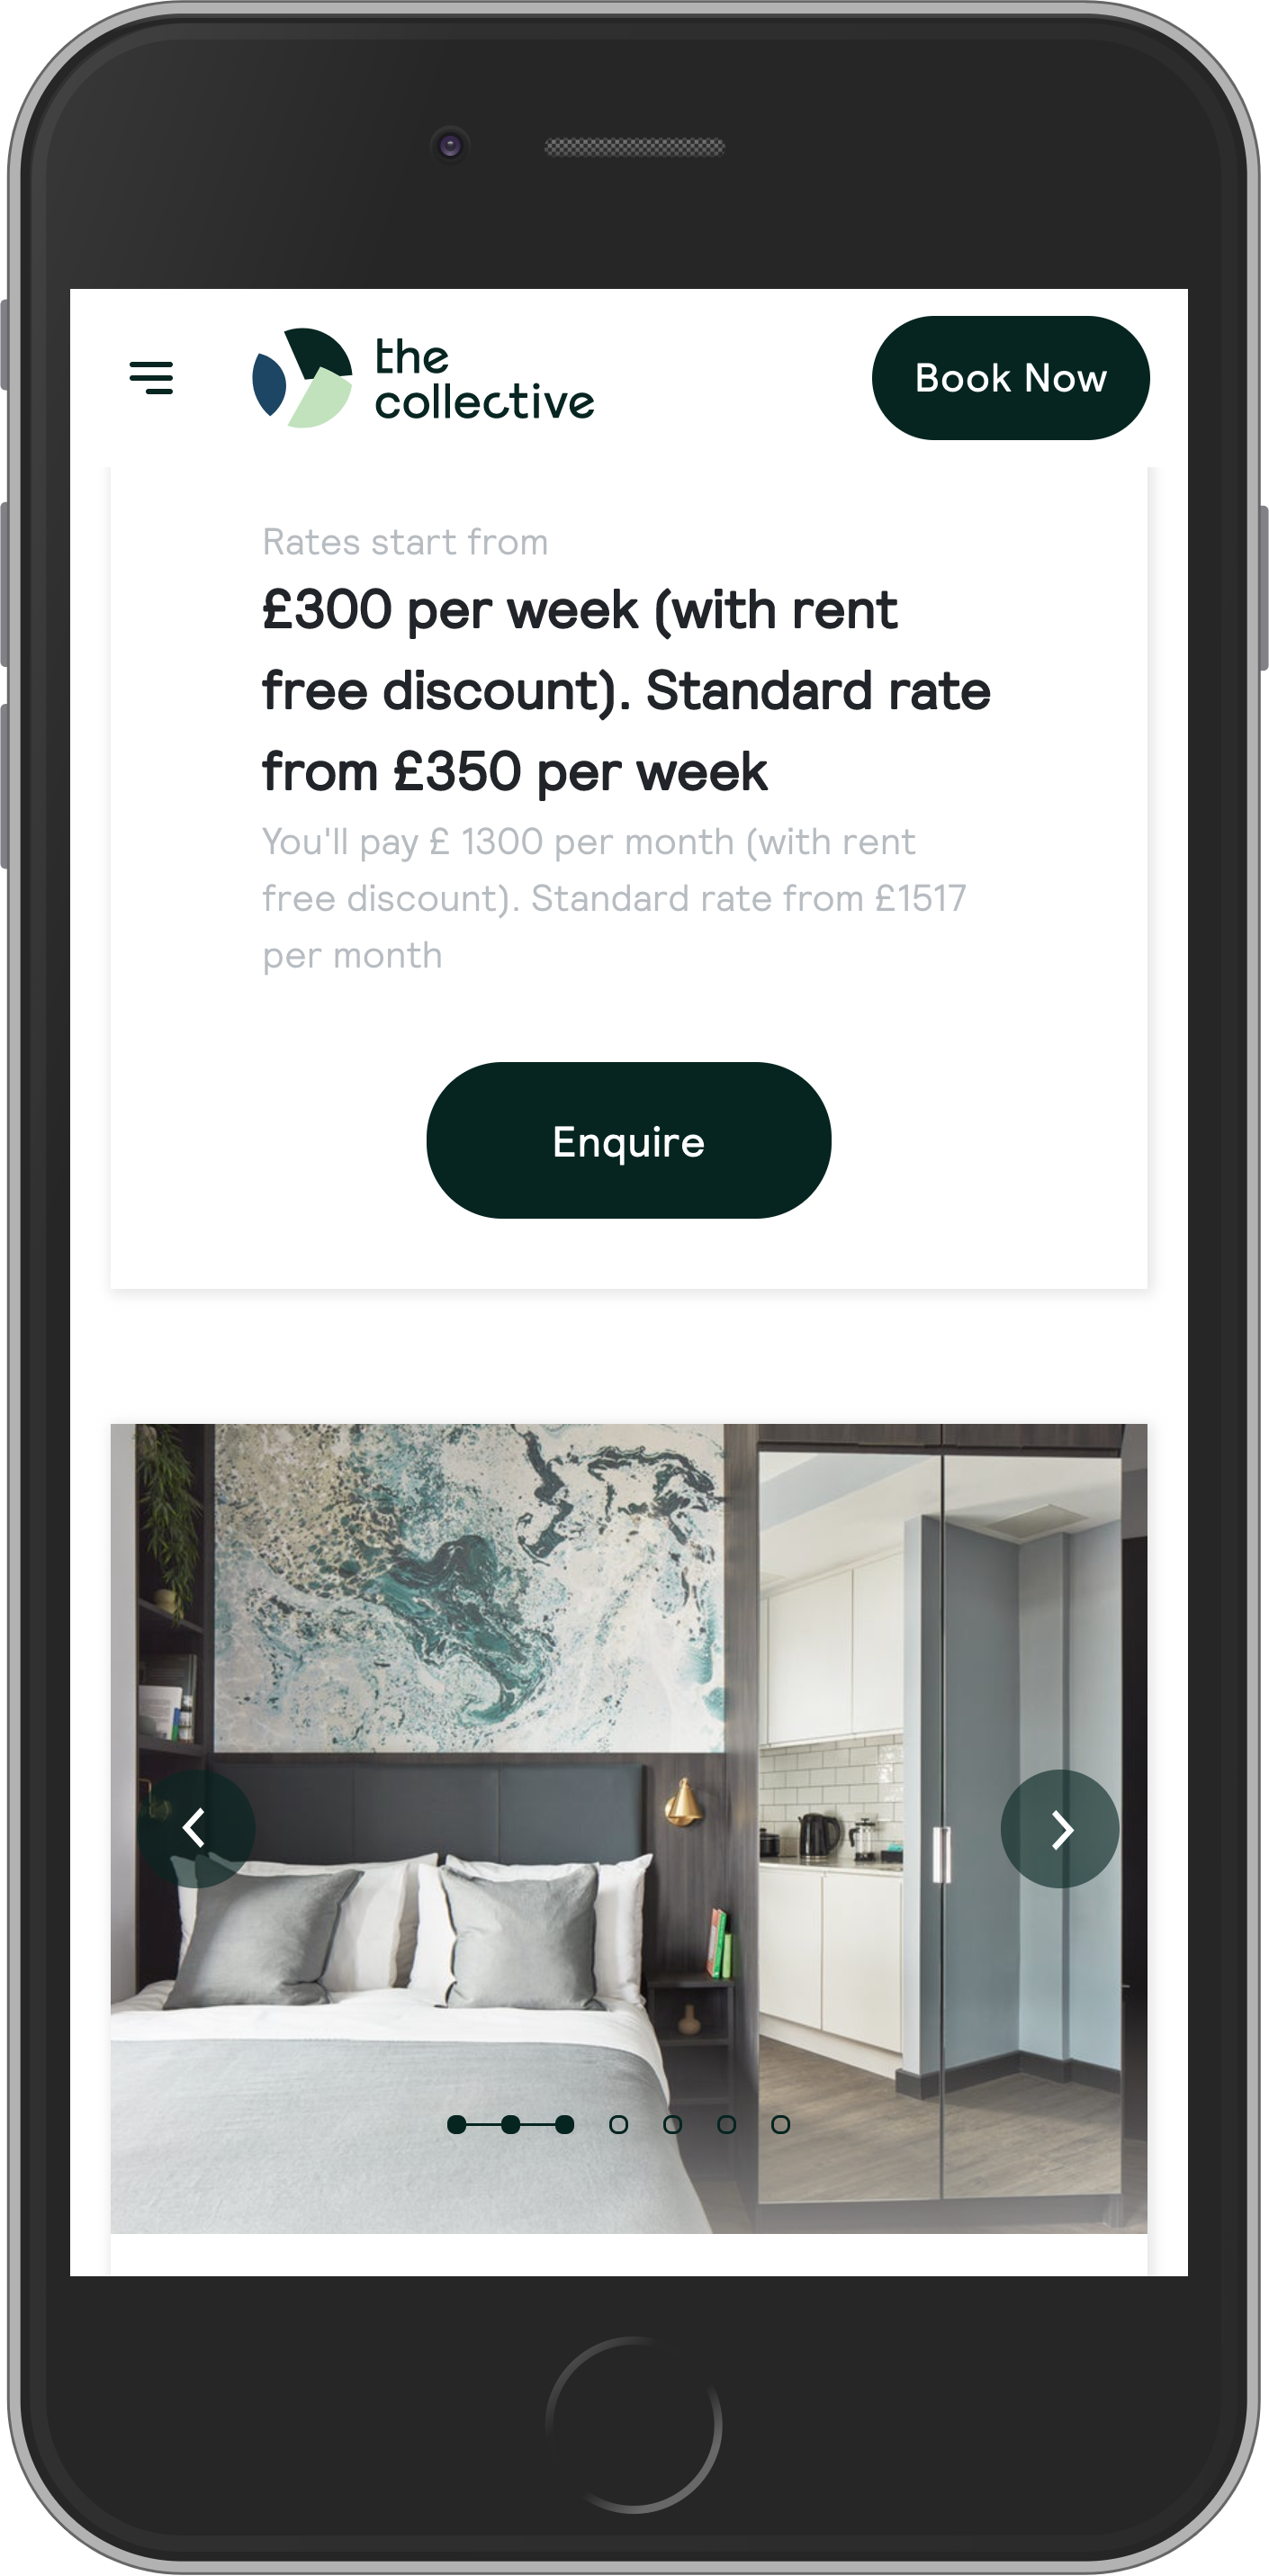 the
collective
Book Now
Rates start from
£300 per week (with rent
free discount). Standard rate
from £350 per week
You'll pay £ 1300 per month (with rent
free discount). Standard rate from £1517
per month
Enquire